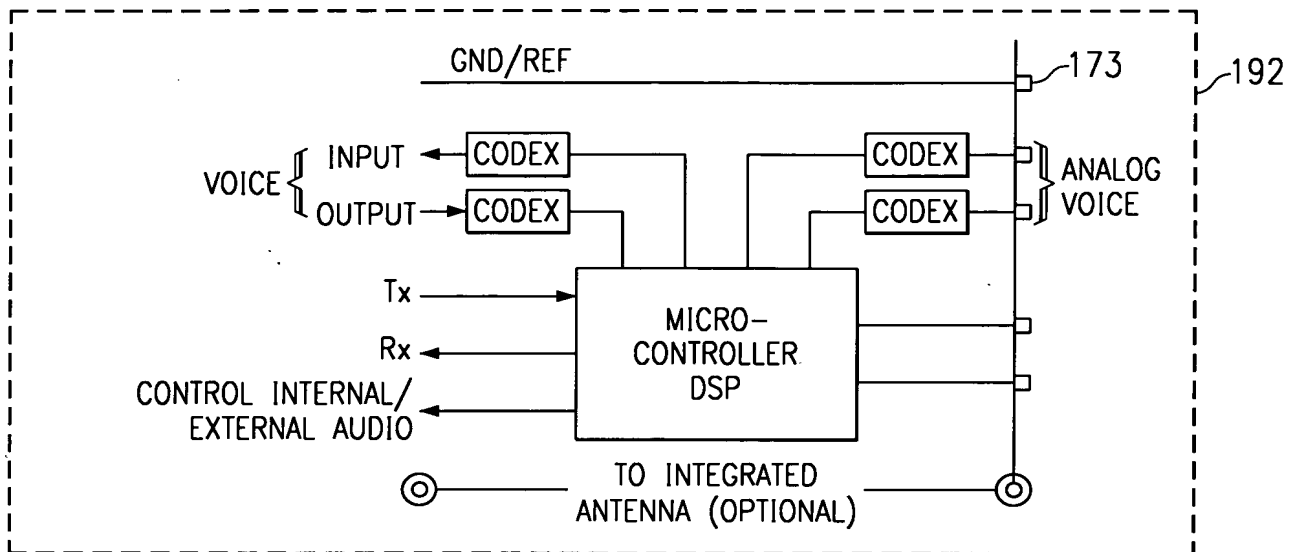 GND/REF
173
192
VOICE
INPUT
CODEX
CODEX
OUTPUT
CODEX
CODEX
ANALOG
VOICE
Tx
Rx
CONTROL INTERNAL/
EXTERNAL AUDIO
MICRO-
CONTROLLER
DSP
TO INTEGRATED
ANTENNA (OPTIONAL)